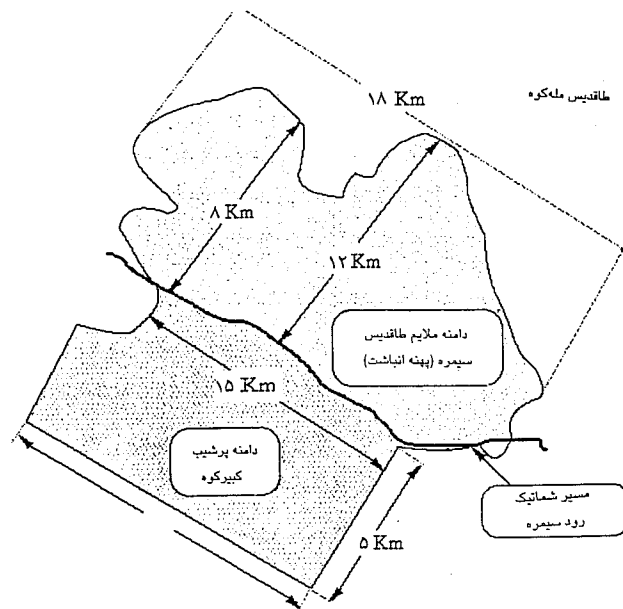 طاقدیس مله‌کوه
۱۸ Km
۸ Km
۱۲ Km
دامنه ملایم طاقدیس
سیمره (پهنه انباشت)
۱۵ Km
دامنه پرشیب
کبیرکوه
مسیر شماتیک
رود سیمره
۵ Km